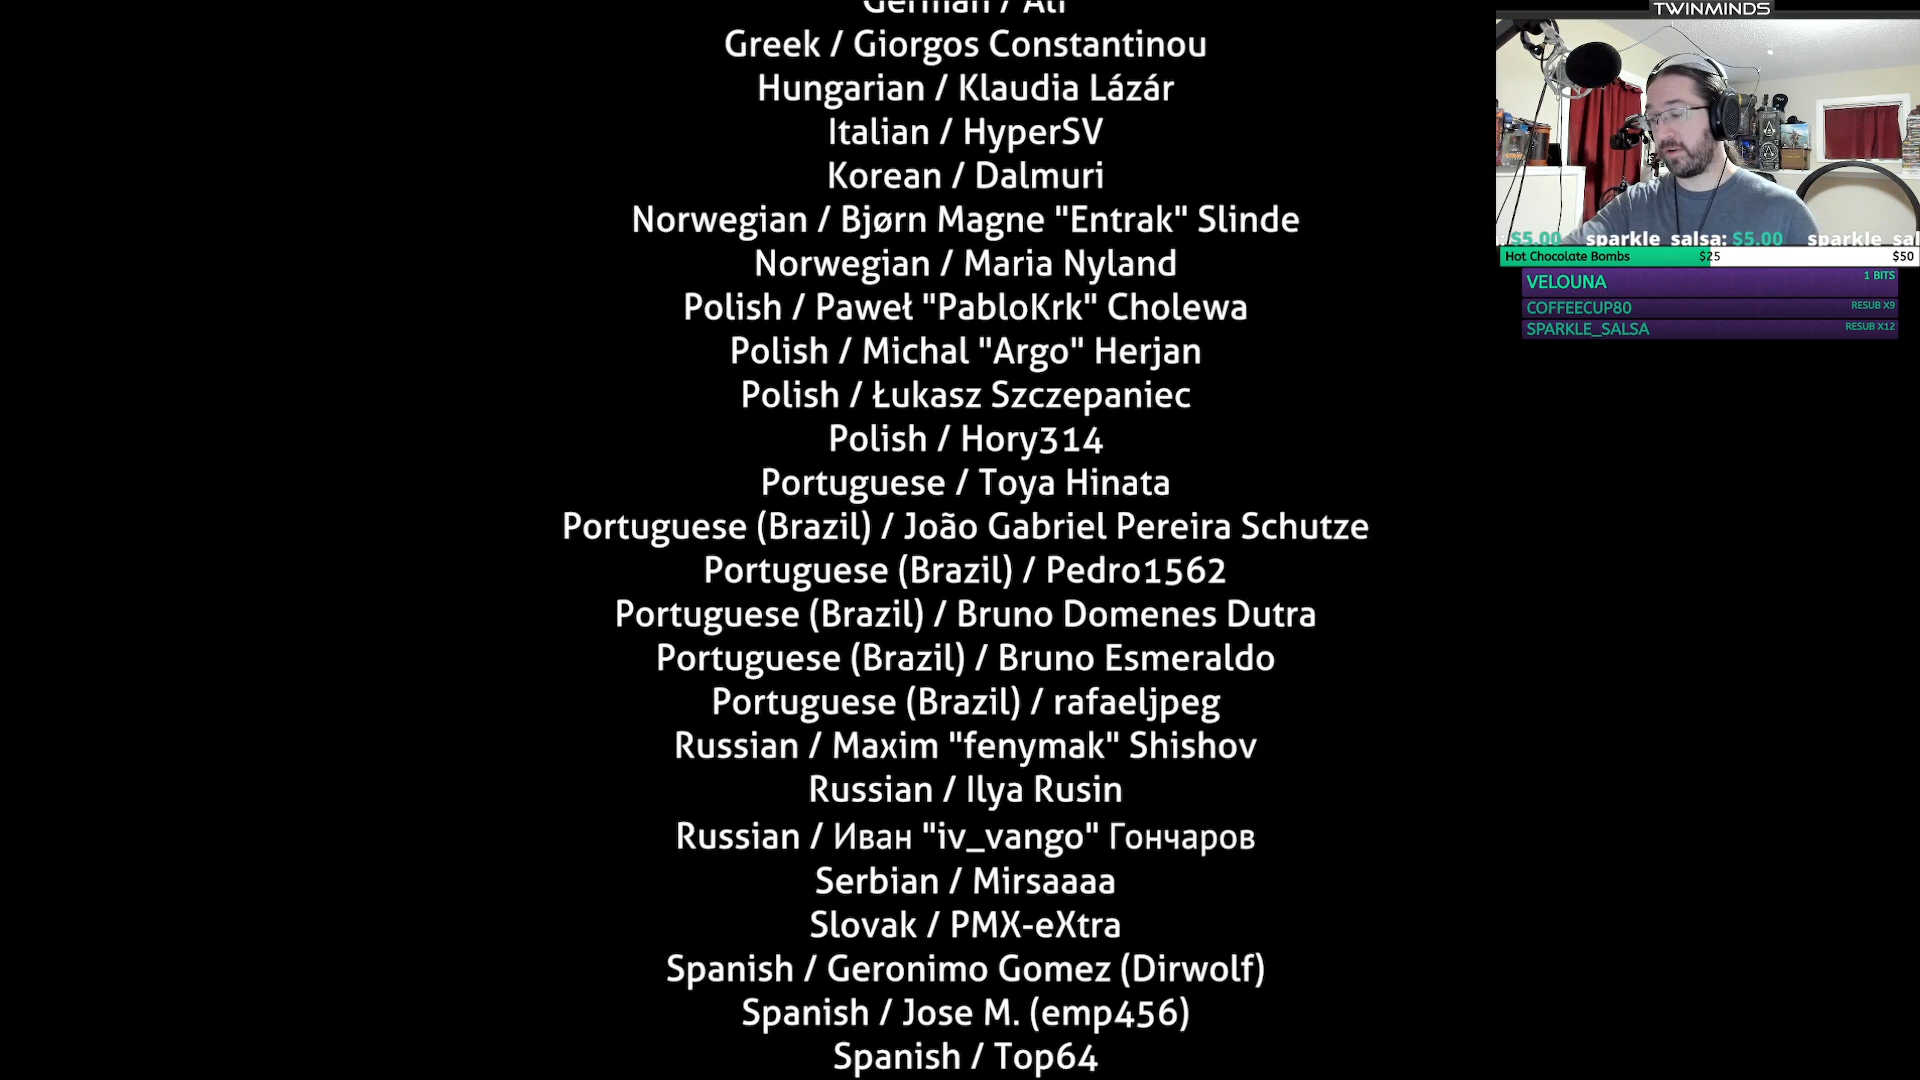 German / Ali
Greek / Giorgos Constantinou
Hungarian / Klaudia Lázár
Italian / HyperSV
Korean / Dalmuri
Norwegian / Bjørn Magne "Entrak" Slinde
Norwegian / Maria Nyland
Polish / Paweł "PabloKrk" Cholewa
Polish / Michal "Argo" Herjan
Polish / Łukasz Szczepaniec
Polish / Hory314
Portuguese / Toya Hinata
Portuguese (Brazil) / João Gabriel Pereira Schutze
Portuguese (Brazil) / Pedro1562
Portuguese (Brazil) / Bruno Domenes Dutra
Portuguese (Brazil) / Bruno Esmeraldo
Portuguese (Brazil) / rafaeljpeg
Russian / Maxim "fenymak" Shishov
Russian / Ilya Rusin
Russian / Иван "iv_vango" Гончаров
Serbian / Mirsaaaa
Slovak / PMX-eXtra
Spanish / Geronimo Gomez (Dirwolf)
Spanish / Jose M. (emp456)
Spanish / Top64
TWINMINDS
: $5.00 sparkle_salsa: $5.00 sparkle_sal
Hot Chocolate Bombs $25 $50
VELOUNA 1 BITS
COFFEECUP80 RESUB X9
SPARKLE_SALSA RESUB X12